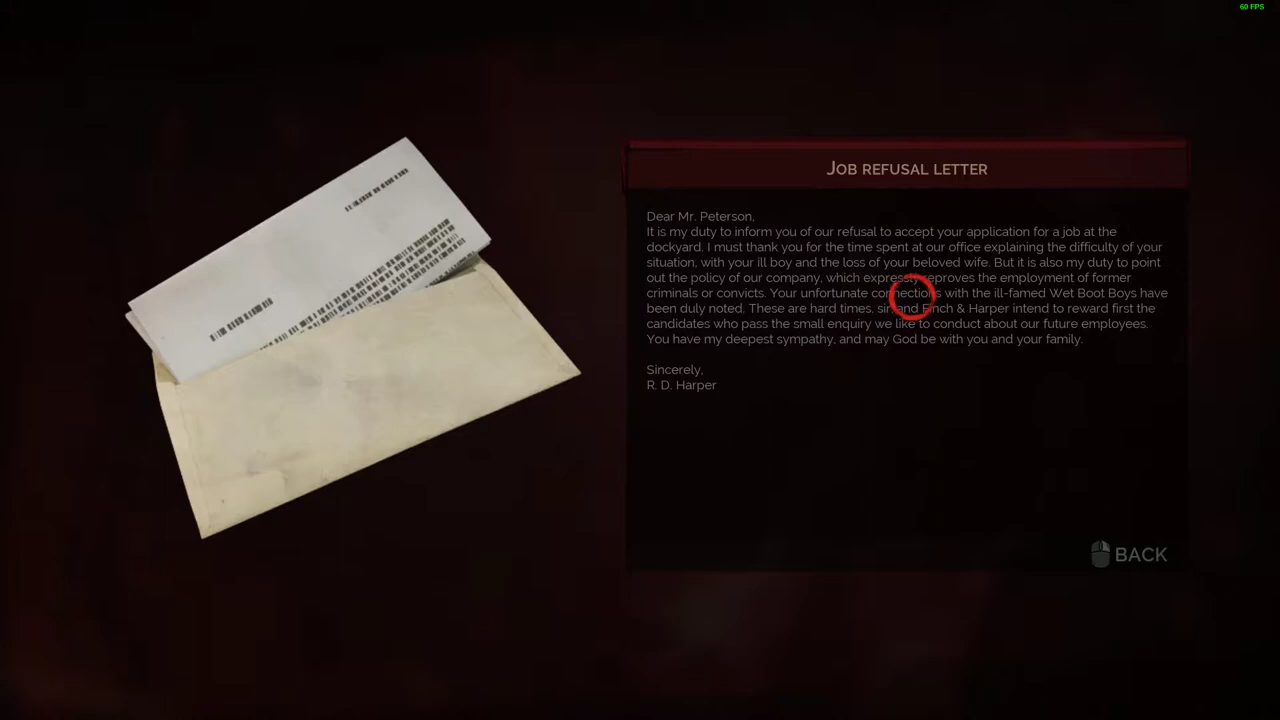 60 FPS
Job refusal letter
Dear Mr. Peterson,
It is my duty to inform you of our refusal to accept your application for a job at the
dockyard. I must thank you for the time spent at our office explaining the difficulty of your
situation, with your ill boy and the loss of your beloved wife. But it is also my duty to point
out the policy of our company, which expressly reproves the employment of former
criminals or convicts. Your unfortunate connections with the ill-famed Wet Boot Boys have
been duly noted. These are hard times, sir, and Finch & Harper intend to reward first the
candidates who pass the small enquiry we like to conduct about our future employees.
You have my deepest sympathy, and may God be with you and your family.
Sincerely,
R. D. Harper
BACK